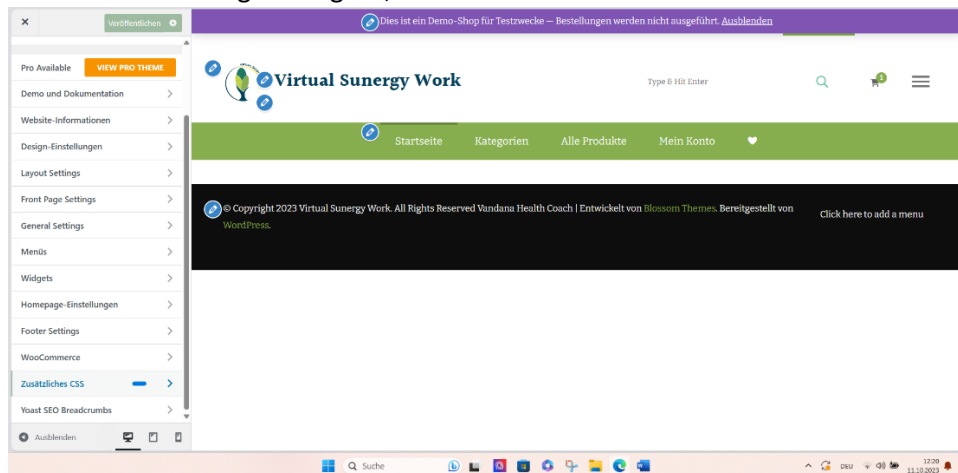 Veröffentlichen
Dies ist ein Demo-Shop für Testzwecke — Bestellungen werden nicht ausgeführt. Ausblenden
Pro Available VIEW PRO THEME
Demo und Dokumentation
Website-Informationen
Design-Einstellungen
Layout Settings
Front Page Settings
General Settings
Menüs
Widgets
Homepage-Einstellungen
Footer Settings
WooCommerce
Zusätzliches CSS
Yoast SEO Breadcrumbs
Ausblenden
Virtual Sunergy Work
Type & Hit Enter
1
Startseite Kategorien Alle Produkte Mein Konto
© Copyright 2023 Virtual Sunergy Work. All Rights Reserved Vandana Health Coach | Entwickelt von Blossom Themes. Bereitgestellt von
WordPress.
Click here to add a menu
Suche
DEU
12:20
11.10.2023